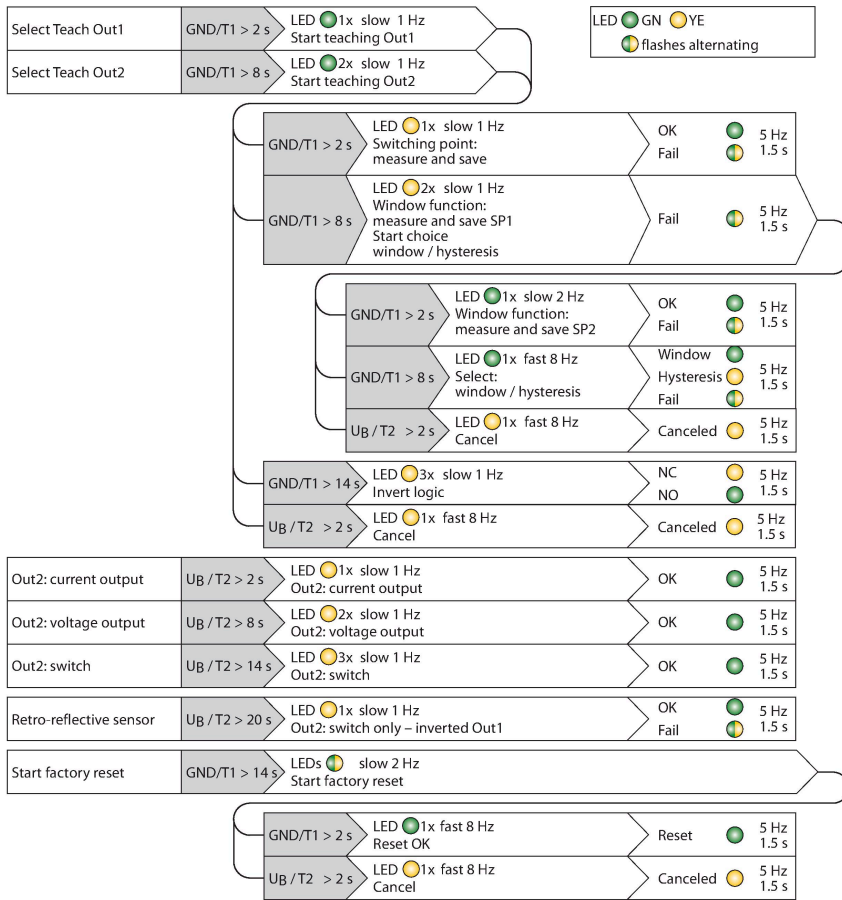 LED GN YE
flashes alternating
Select Teach Out1 GND/T1 > 2 s LED 1x slow 1 Hz
Start teaching Out1
Select Teach Out2 GND/T1 > 8 s LED 2x slow 1 Hz
Start teaching Out2
GND/T1 > 2 s LED 1x slow 1 Hz
Switching point:
measure and save
OK
Fail
5 Hz
1.5 s
GND/T1 > 8 s LED 2x slow 1 Hz
Window function:
measure and save SP1
Start choice
window / hysteresis
Fail
5 Hz
1.5 s
GND/T1 > 2 s LED 1x slow 2 Hz
Window function:
measure and save SP2
OK
Fail
5 Hz
1.5 s
GND/T1 > 8 s LED 1x fast 8 Hz
Select:
window / hysteresis
Window
Hysteresis
Fail
5 Hz
1.5 s
UB / T2 > 2 s LED 1x fast 8 Hz
Cancel
Canceled
5 Hz
1.5 s
GND/T1 > 14 s LED 3x slow 1 Hz
Invert logic
NC
NO
5 Hz
1.5 s
UB / T2 > 2 s LED 1x fast 8 Hz
Cancel
Canceled
5 Hz
1.5 s
Out2: current output UB / T2 > 2 s LED 1x slow 1 Hz
Out2: current output
OK
5 Hz
1.5 s
Out2: voltage output UB / T2 > 8 s LED 2x slow 1 Hz
Out2: voltage output
OK
5 Hz
1.5 s
Out2: switch UB / T2 > 14 s LED 3x slow 1 Hz
Out2: switch
OK
5 Hz
1.5 s
Retro-reflective sensor UB / T2 > 20 s LED 1x slow 1 Hz
Out2: switch only – inverted Out1
OK
Fail
5 Hz
1.5 s
Start factory reset GND/T1 > 14 s LEDs slow 2 Hz
Start factory reset
GND/T1 > 2 s LED 1x fast 8 Hz
Reset OK
Reset
5 Hz
1.5 s
UB / T2 > 2 s LED 1x fast 8 Hz
Cancel
Canceled
5 Hz
1.5 s